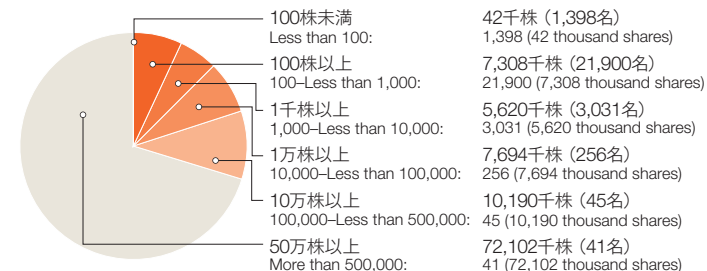 100株未満 42千株（1,398名）
Less than 100: 1,398 (42 thousand shares)
100株以上 7,308千株（21,900名）
100–Less than 1,000: 21,900 (7,308 thousand shares)
1千株以上 5,620千株（3,031名）
1,000–Less than 10,000: 3,031 (5,620 thousand shares)
1万株以上 7,694千株（256名）
10,000–Less than 100,000: 256 (7,694 thousand shares)
10万株以上 10,190千株（45名）
100,000–Less than 500,000: 45 (10,190 thousand shares)
50万株以上 72,102千株（41名）
More than 500,000: 41 (72,102 thousand shares)